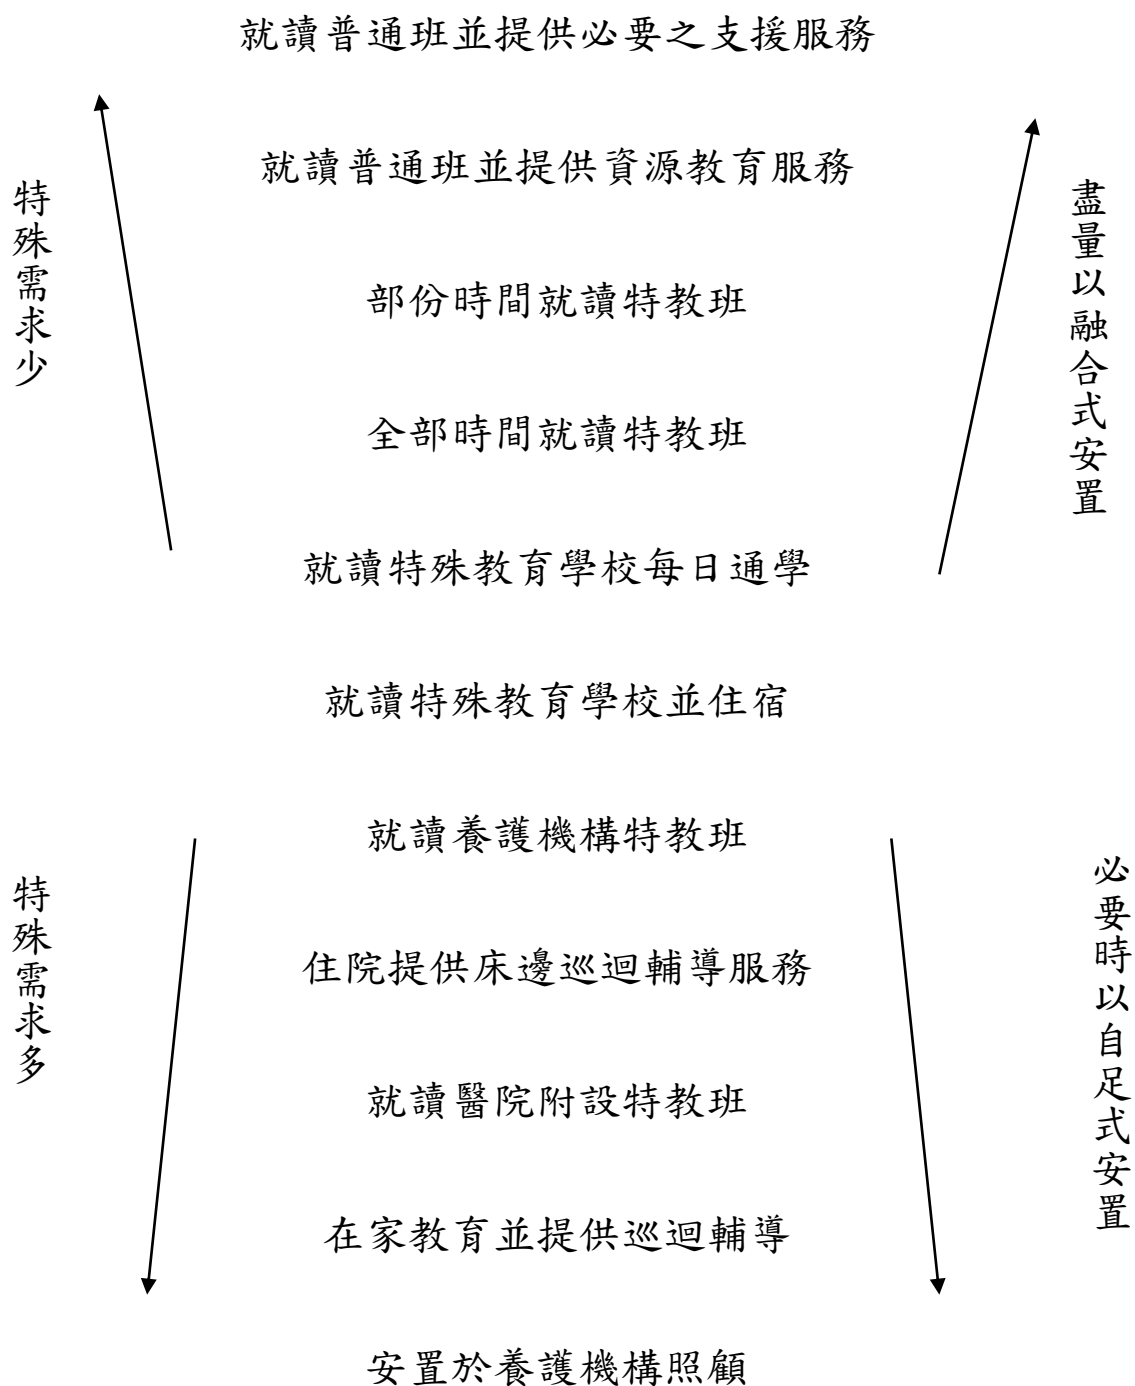 就讀普通班並提供必要之支援服務
就讀普通班並提供資源教育服務
部份時間就讀特教班
全部時間就讀特教班
就讀特殊教育學校每日通學
就讀特殊教育學校並住宿
就讀養護機構特教班
住院提供床邊巡迴輔導服務
就讀醫院附設特教班
在家教育並提供巡迴輔導
安置於養護機構照顧
特殊需求少
特殊需求多
盡量以融合式安置
必要時以自足式安置